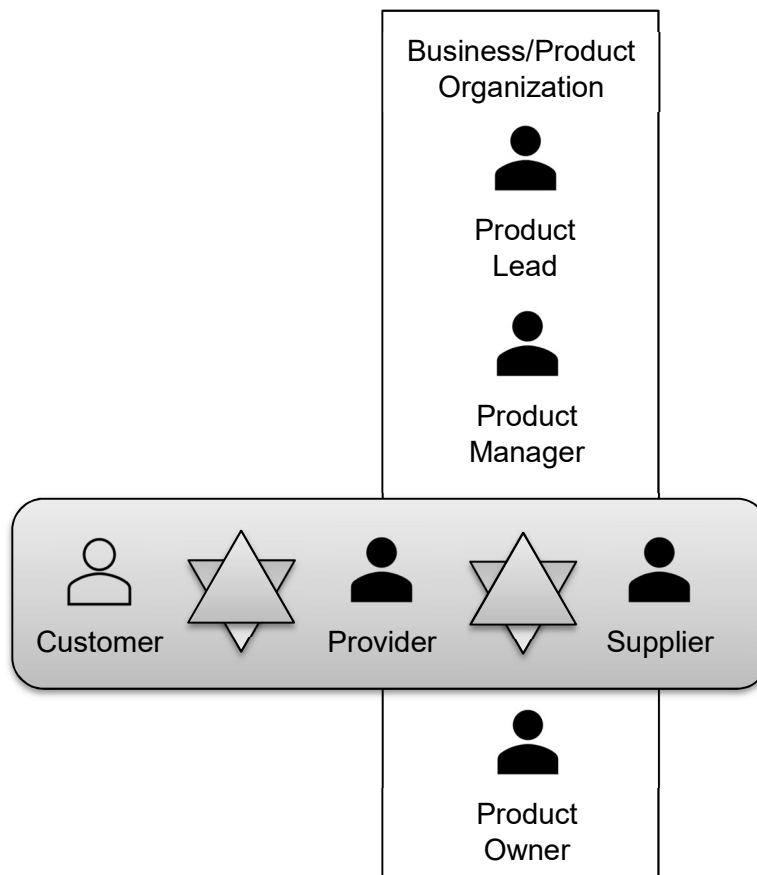 Business/Product
Organization
Product
Lead
Product
Manager
Customer
Provider
Supplier
Product
Owner